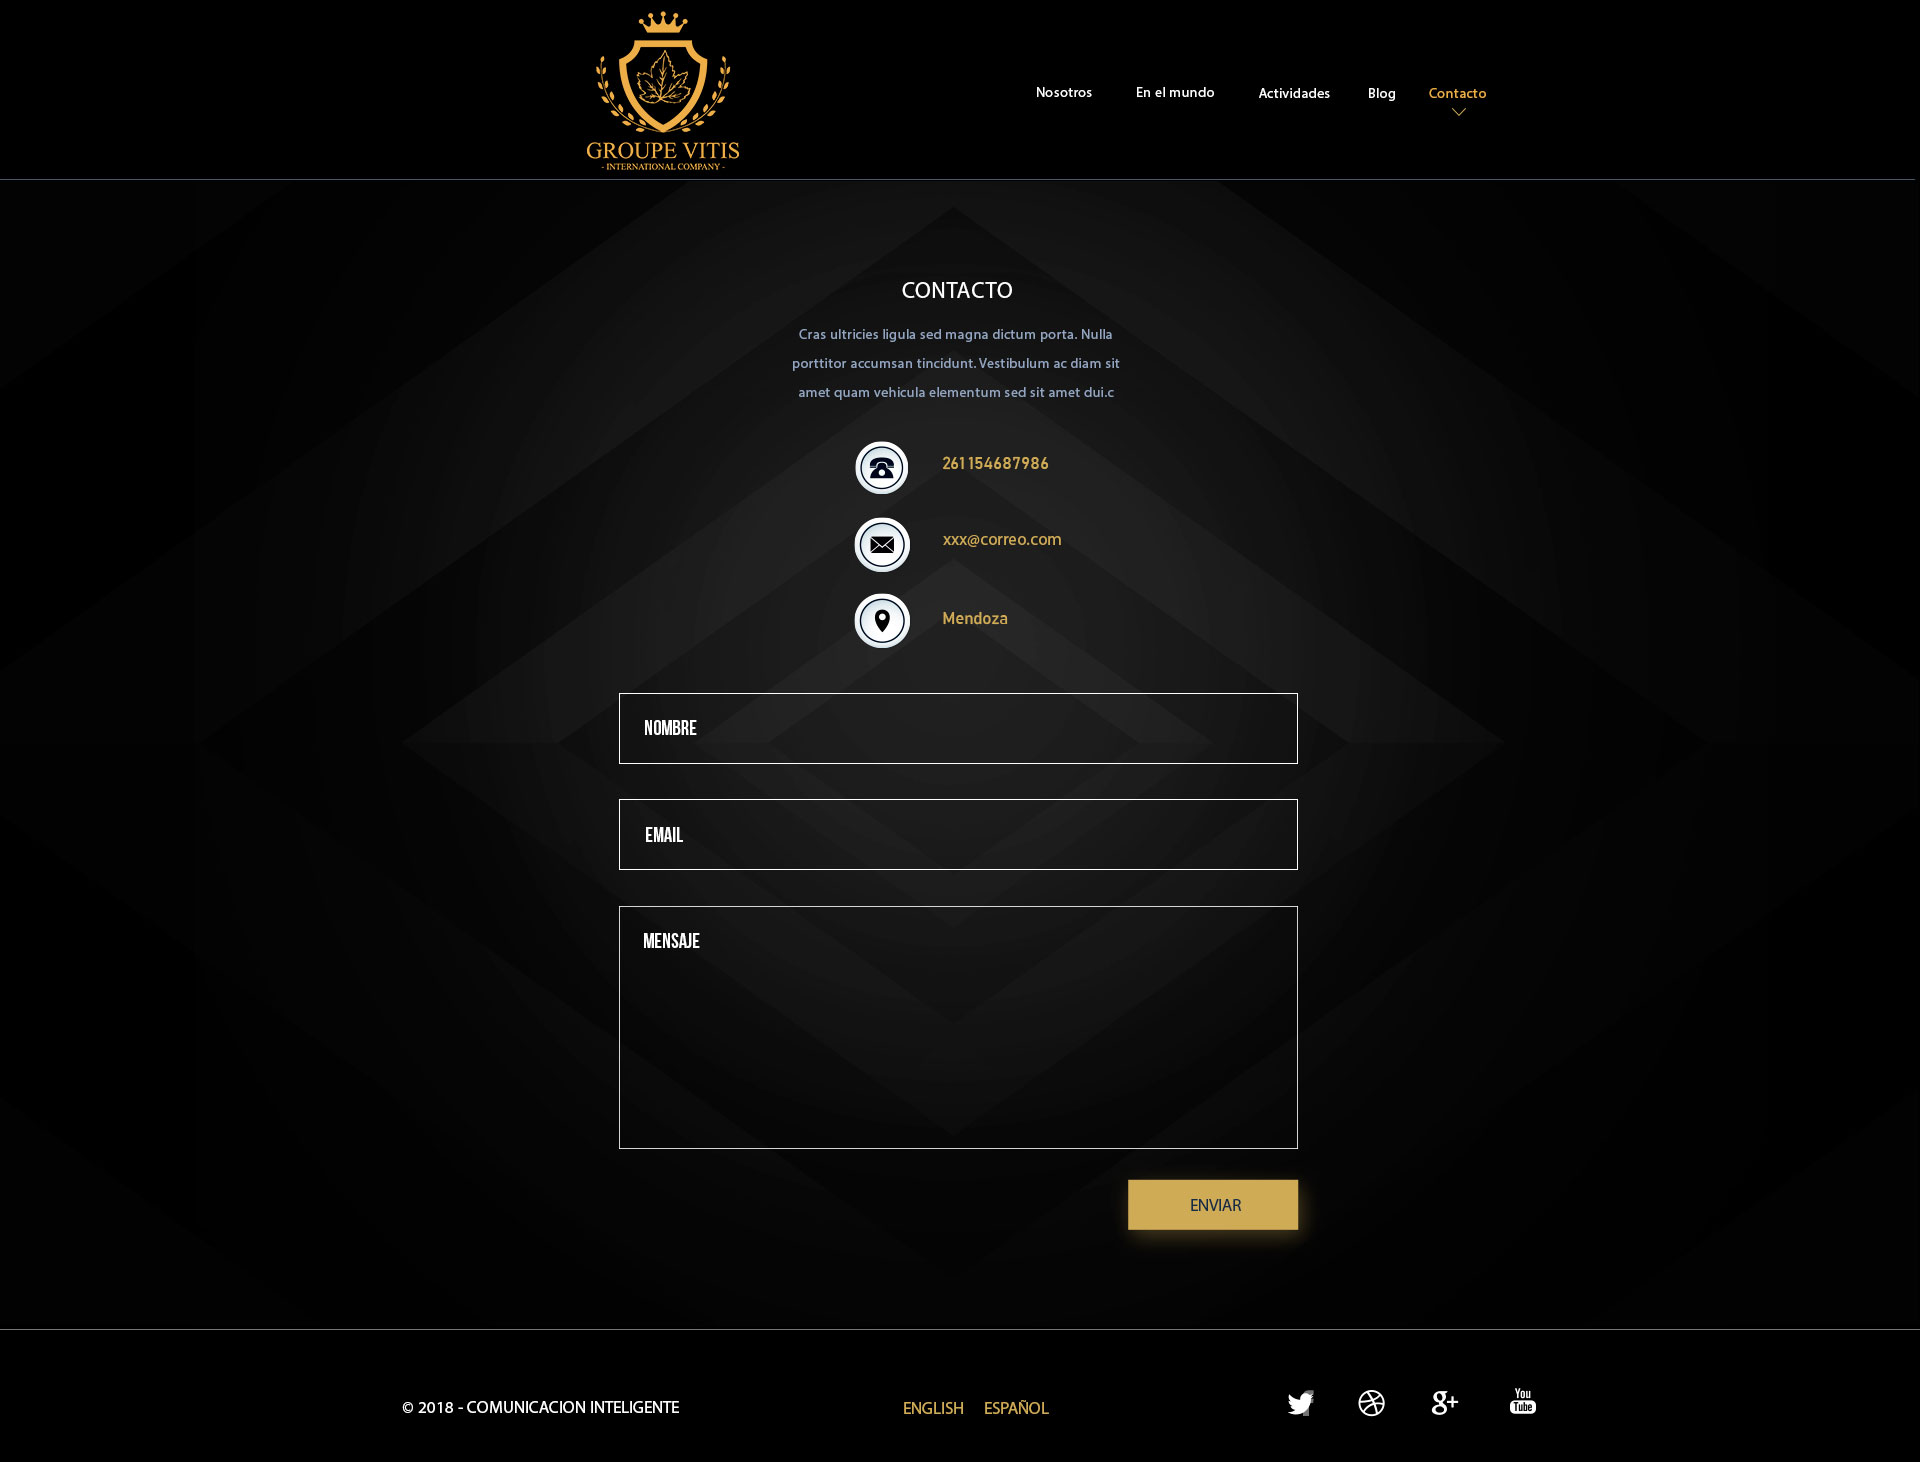 GROUPE VITIS
- INTERNATIONAL COMPANY -
Nosotros
En el mundo
Actividades
Blog
Contacto
CONTACTO
Cras ultricies ligula sed magna dictum porta. Nulla
porttitor accumsan tincidunt. Vestibulum ac diam sit
amet quam vehicula elementum sed sit amet dui.c
261 154687986
xxx@correo.com
Mendoza
NOMBRE
EMAIL
MENSAJE
ENVIAR
© 2018 - COMUNICACION INTELIGENTE
ENGLISH
ESPAÑOL
g+
You
Tube